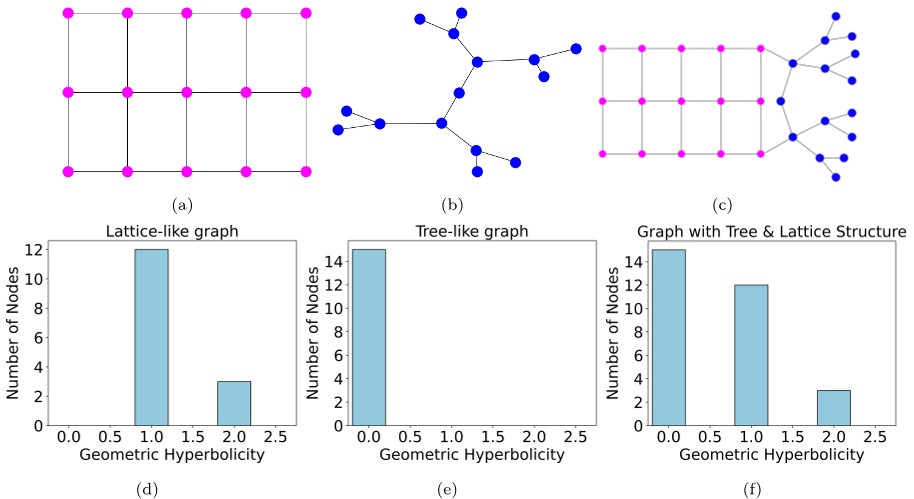 (a) (b) (c)
Lattice-like graph
Number of Nodes
12
10
8
6
4
2
0
0.0 0.5 1.0 1.5 2.0 2.5
Geometric Hyperbolicity
(d)
Tree-like graph
Number of Nodes
14
12
10
8
6
4
2
0
0.0 0.5 1.0 1.5 2.0 2.5
Geometric Hyperbolicity
(e)
Graph with Tree & Lattice Structure
Number of Nodes
14
12
10
8
6
4
2
0
0.0 0.5 1.0 1.5 2.0 2.5
Geometric Hyperbolicity
(f)